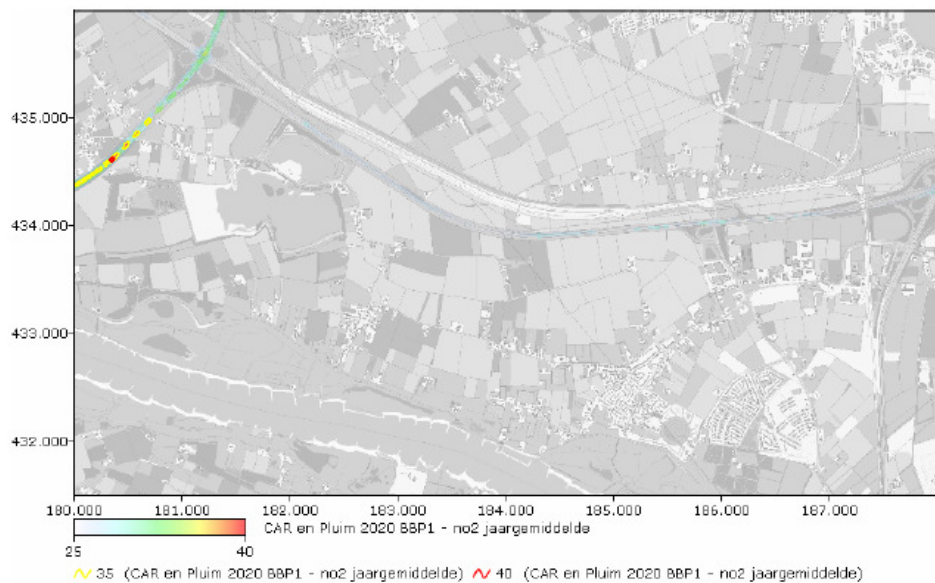 435.000
434.000
433.000
432.000
180.000 181.000 182.000 183.000 184.000 185.000 186.000 187.000
CAR en Pluim 2020 BBP1 - no2 jaargemiddelde
25 40
35 (CAR en Pluim 2020 BBP1 - no2 jaargemiddelde) 40 (CAR en Pluim 2020 BBP1 - no2 jaargemiddelde)